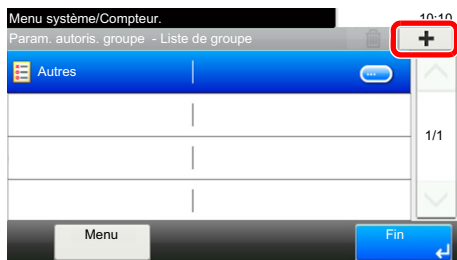 Menu système/Compteur.
10:10
Param. autoris. groupe - Liste de groupe
Autres
1/1
Menu
Fin